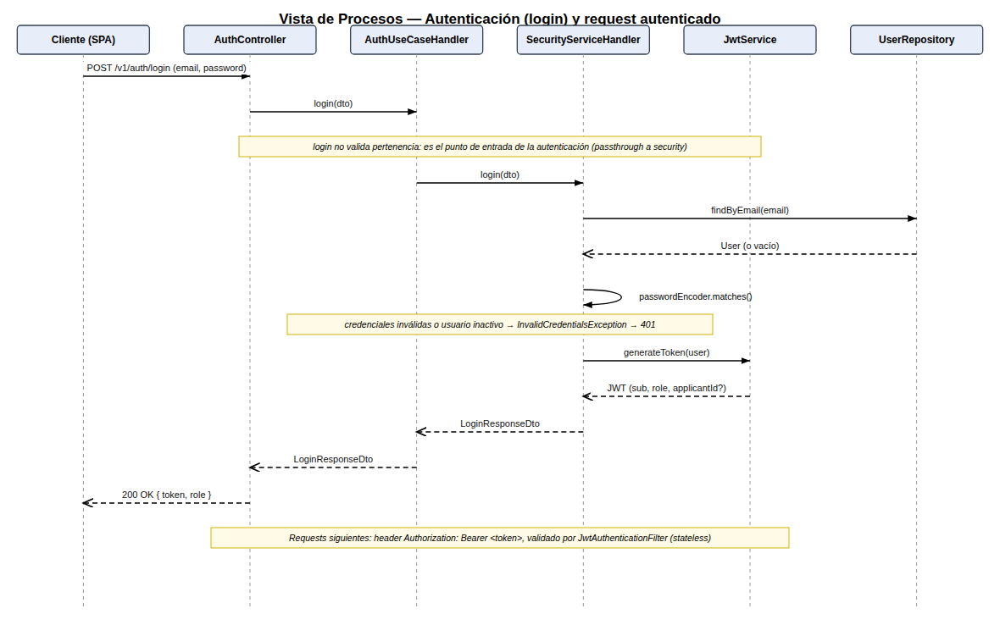 Vista de Procesos — Autenticación (login) y request autenticado
Cliente (SPA)
AuthController
AuthUseCaseHandler
SecurityServiceHandler
JwtService
UserRepository
POST /v1/auth/login (email, password)
login(dto)
login no valida pertenencia: es el punto de entrada de la autenticación (passthrough a security)
login(dto)
findByEmail(email)
User (o vacío)
passwordEncoder.matches()
credenciales inválidas o usuario inactivo → InvalidCredentialsException → 401
generateToken(user)
JWT (sub, role, applicantId?)
LoginResponseDto
LoginResponseDto
200 OK { token, role }
Requests siguientes: header Authorization: Bearer <token>, validado por JwtAuthenticationFilter (stateless)